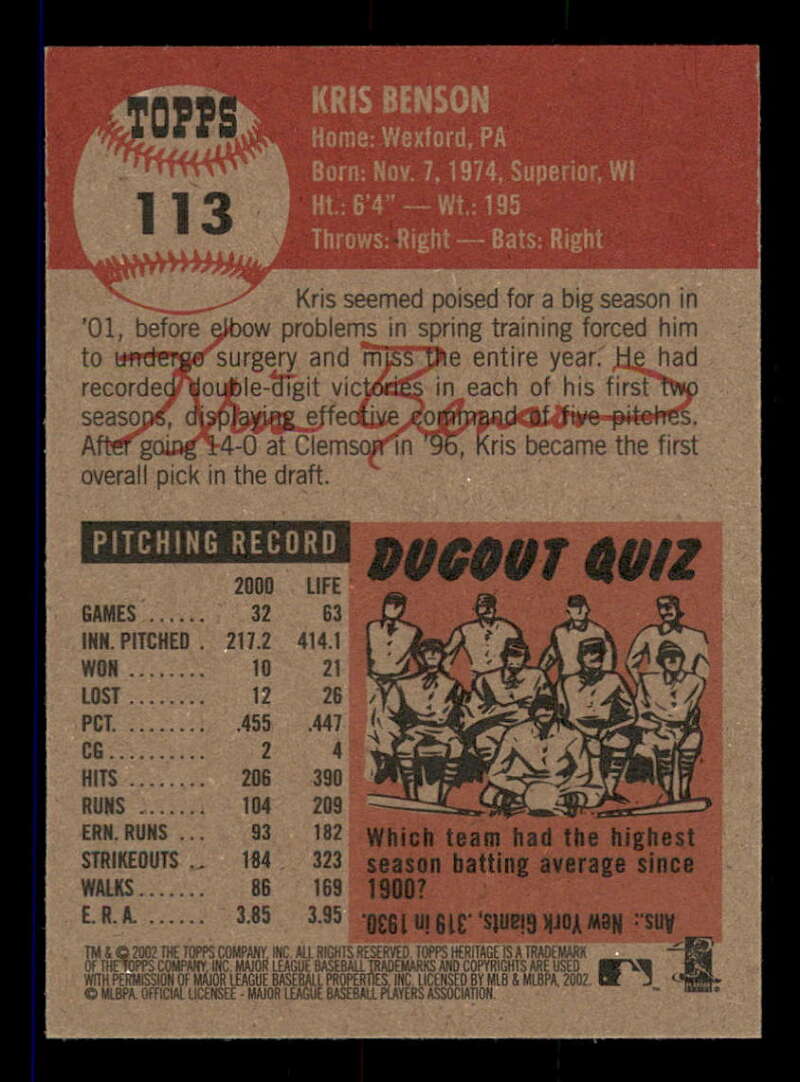 TOPPS
113
KRIS BENSON
Home: Wexford, PA
Born: Nov. 7, 1974, Superior, WI
Ht.: 6'4" — Wt.: 195
Throws: Right — Bats: Right
Kris seemed poised for a big season in
'01, before elbow problems in spring training forced him
to undergo surgery and miss the entire year. He had
recorded double-digit victories in each of his first two
seasons, displaying effective command of five pitches.
After going 14-0 at Clemson in '96, Kris became the first
overall pick in the draft.
Kris Benson
PITCHING RECORD
2000 LIFE
GAMES ...... 32 63
INN. PITCHED . 217.2 414.1
WON ........ 10 21
LOST ........ 12 26
PCT. ........ .455 .447
CG.......... 2 4
HITS ........ 206 390
RUNS ....... 104 209
ERN. RUNS ... 93 182
STRIKEOUTS .. 184 323
WALKS....... 86 169
E. R. A. ...... 3.85 3.95
DUGOUT QUIZ
Which team had the highest
season batting average since
1900?
Ans.: New York Giants, .319 in 1930.
TM & © 2002 THE TOPPS COMPANY, INC. ALL RIGHTS RESERVED. TOPPS HERITAGE IS A TRADEMARK
OF THE TOPPS COMPANY, INC. MAJOR LEAGUE BASEBALL TRADEMARKS AND COPYRIGHTS ARE USED
WITH PERMISSION OF MAJOR LEAGUE BASEBALL PROPERTIES, INC. LICENSED BY MLB & MLBPA, 2002.
© MLBPA. OFFICIAL LICENSEE - MAJOR LEAGUE BASEBALL PLAYERS ASSOCIATION.